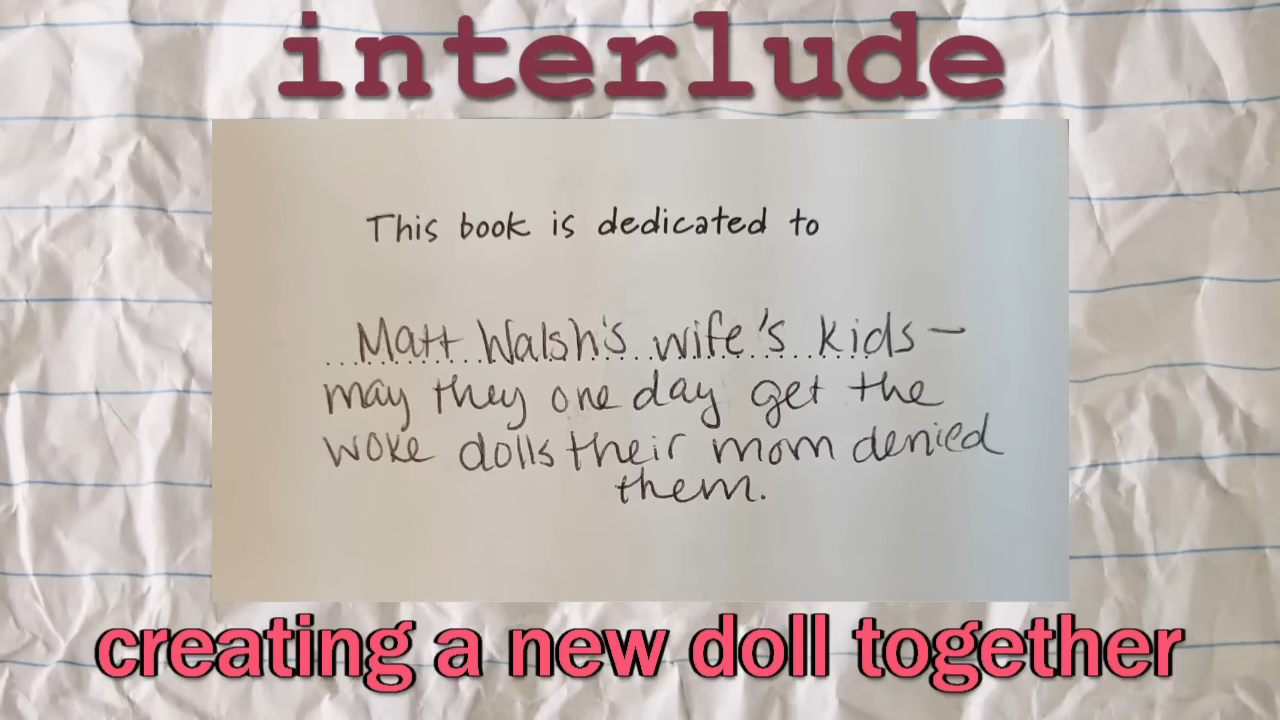 interlude
This book is dedicated to
Matt Walsh's wife's kids—
may they one day get the
woke dolls their mom denied
them.
creating a new doll together